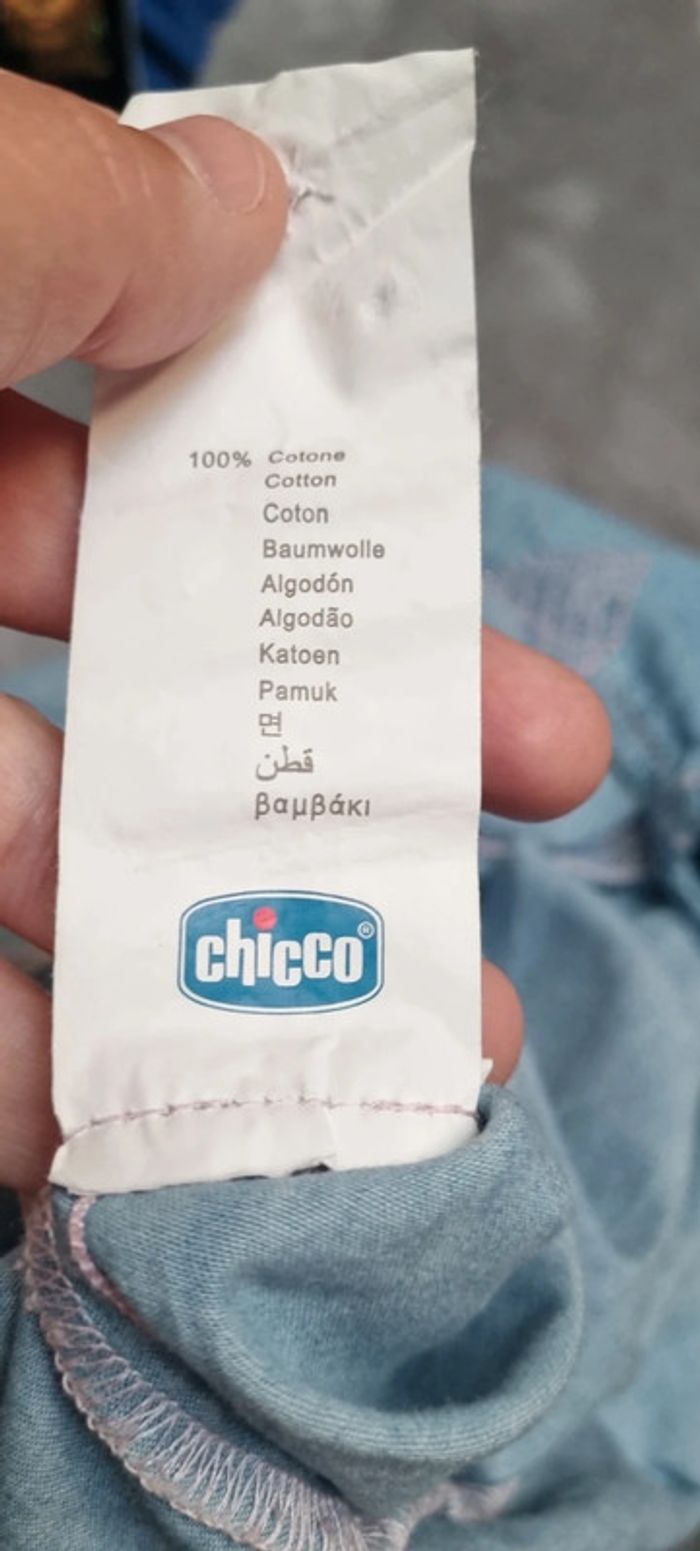 100% Cotone
Cotton
Coton
Baumwolle
Algodón
Algodão
Katoen
Pamuk
면
قطن
βαμβάκι
chicco®